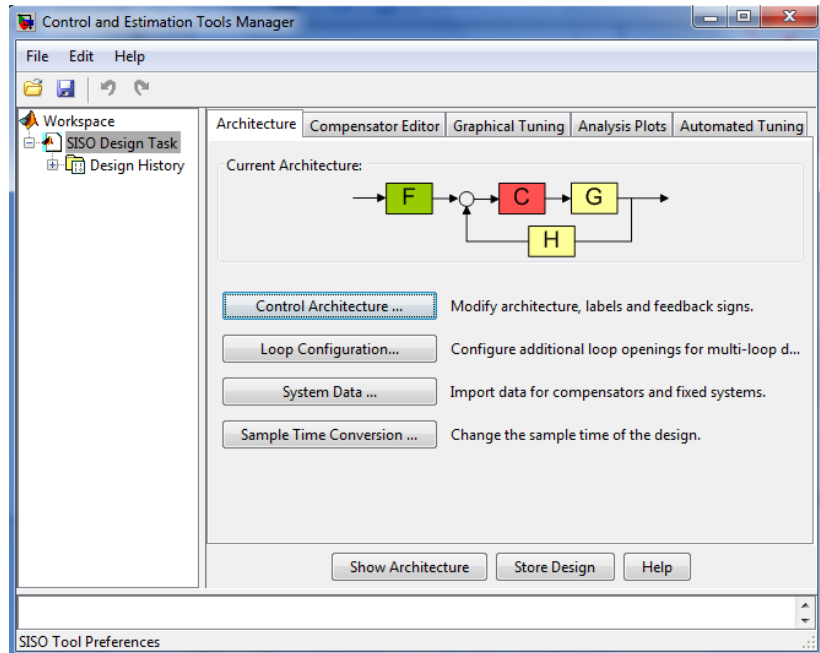 Control and Estimation Tools Manager
File Edit Help
Workspace
SISO Design Task
Design History
Architecture Compensator Editor Graphical Tuning Analysis Plots Automated Tuning
Current Architecture:
F C G
H
Control Architecture ... Modify architecture, labels and feedback signs.
Loop Configuration... Configure additional loop openings for multi-loop d...
System Data ... Import data for compensators and fixed systems.
Sample Time Conversion ... Change the sample time of the design.
Show Architecture Store Design Help
SISO Tool Preferences